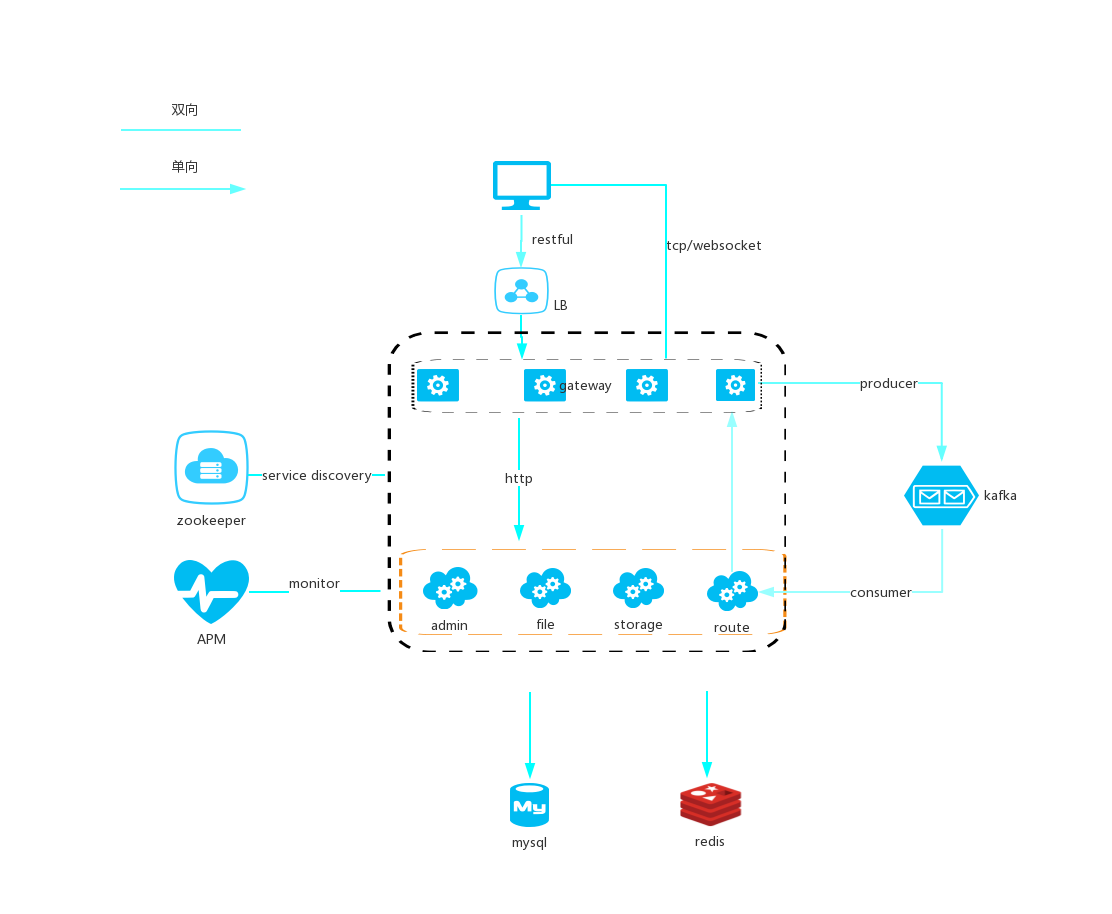 双向
单向
restful
tcp/websocket
LB
gateway
producer
service discovery
http
kafka
zookeeper
monitor
consumer
admin
file
storage
route
APM
My
mysql
redis